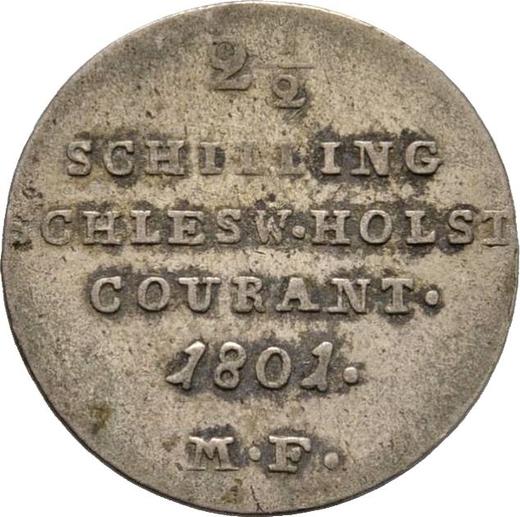 2 1/2
SCHILLING
SCHLESW.HOLST
COURANT.
1801.
M.F.